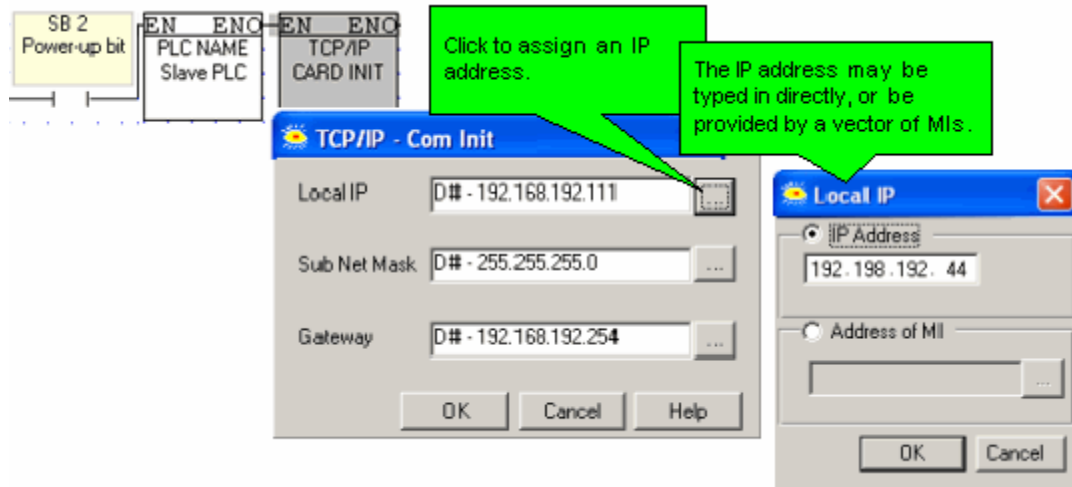 SB 2
Power-up bit
EN ENO
PLC NAME
Slave PLC
EN ENO
TCP/IP
CARD INIT
Click to assign an IP
address.
The IP address may be
typed in directly, or be
provided by a vector of MIs.
TCP/IP - Com Init
Local IP
D# - 192.168.192.111
...
Sub Net Mask
D# - 255.255.255.0
...
Gateway
D# - 192.168.192.254
...
OK
Cancel
Help
Local IP
IP Address
192 . 198 . 192 . 44
Address of MI
...
OK
Cancel